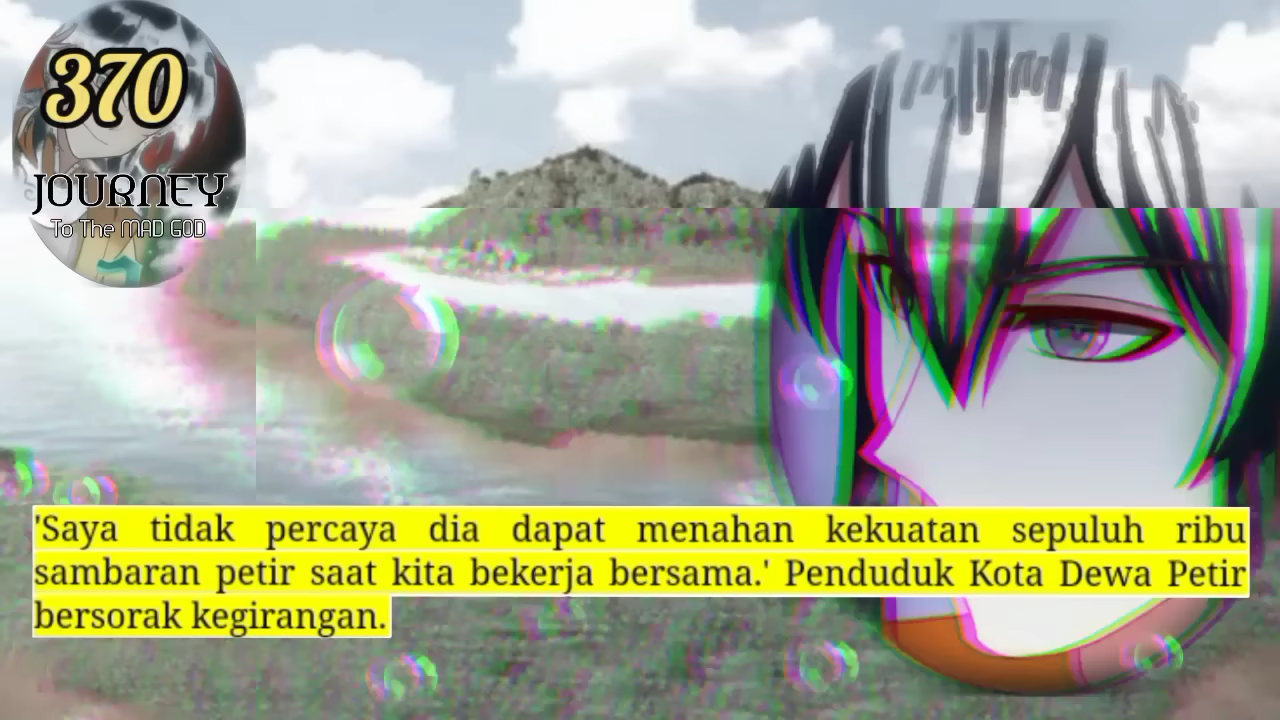 370
JOURNEY
To The MAD GOD
'Saya tidak percaya dia dapat menahan kekuatan sepuluh ribu
sambaran petir saat kita bekerja bersama.' Penduduk Kota Dewa Petir
bersorak kegirangan.